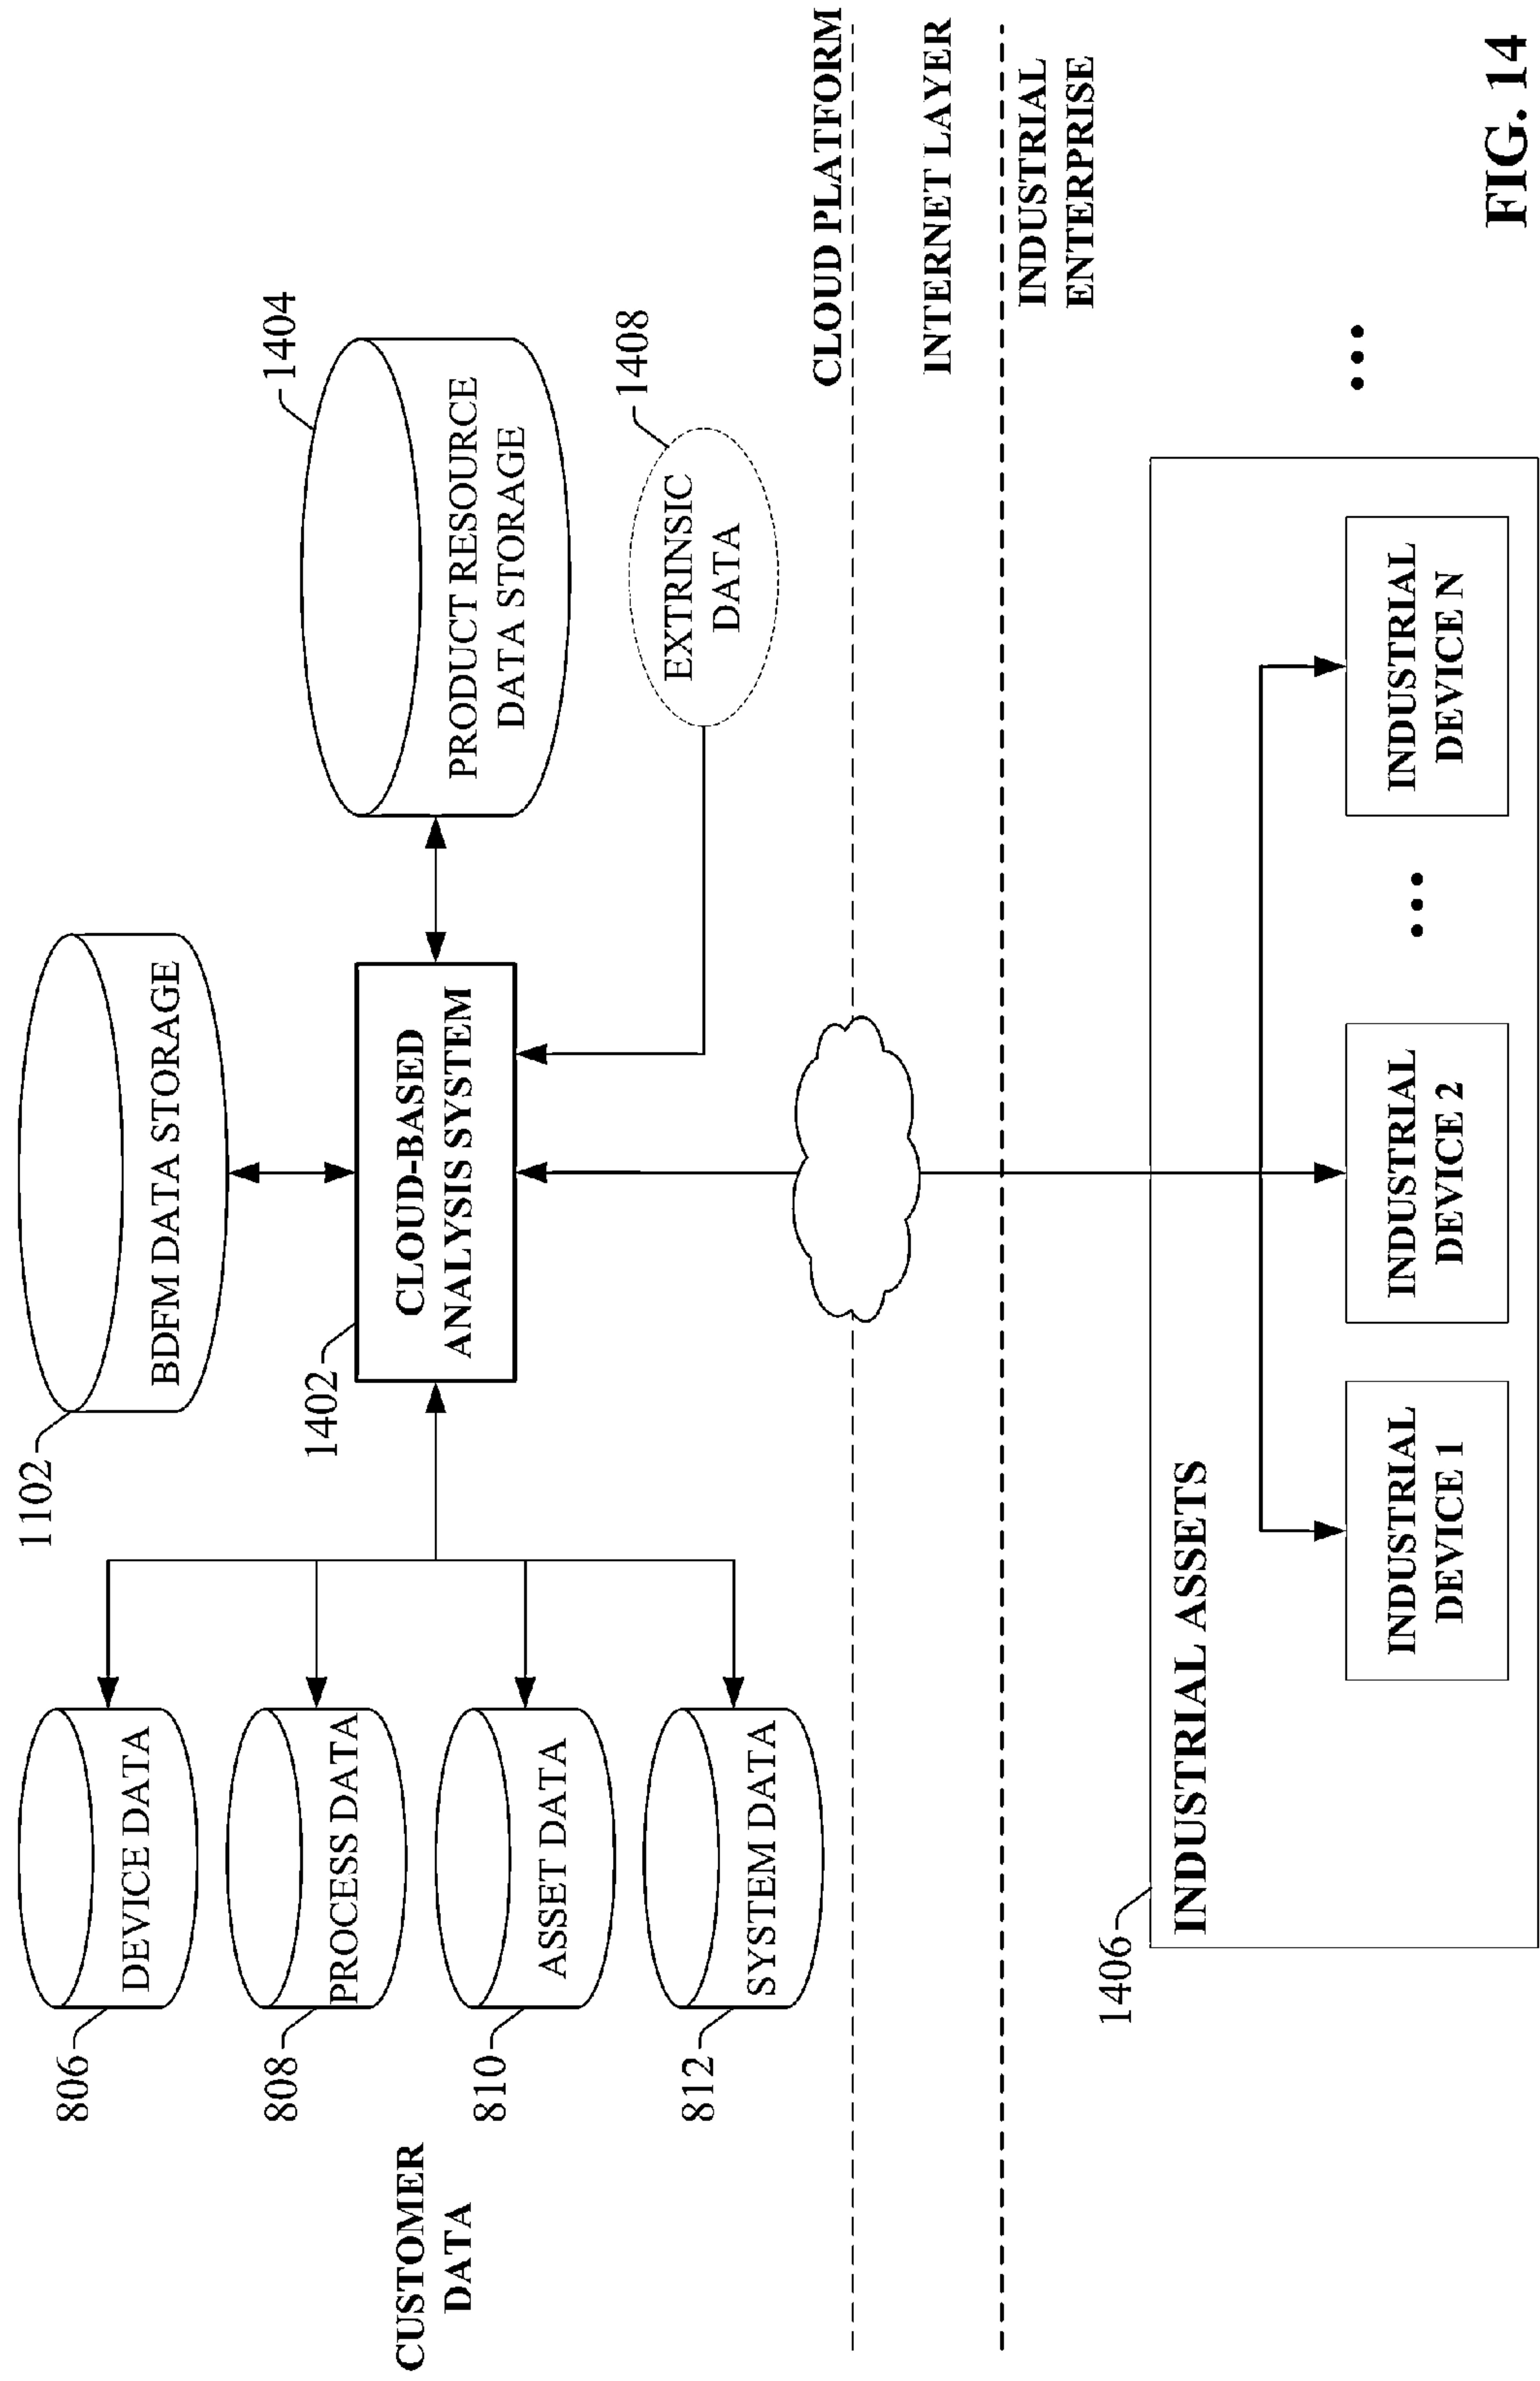 1102
BDFM DATA STORAGE
806
DEVICE DATA
808
PROCESS DATA
810
ASSET DATA
812
SYSTEM DATA
CUSTOMER
DATA
1402
CLOUD-BASED
ANALYSIS SYSTEM
1404
PRODUCT RESOURCE
DATA STORAGE
1408
EXTRINSIC
DATA
CLOUD PLATFORM
INTERNET LAYER
INDUSTRIAL
ENTERPRISE
1406
INDUSTRIAL ASSETS
INDUSTRIAL
DEVICE 1
INDUSTRIAL
DEVICE 2
...
INDUSTRIAL
DEVICE N
...
FIG. 14